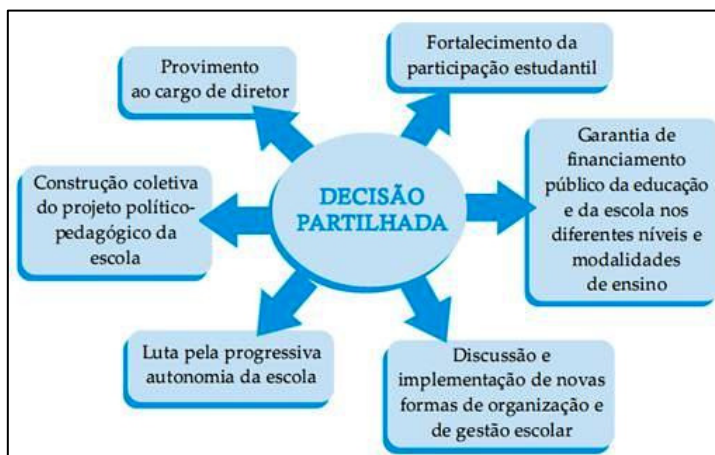 Provimento
ao cargo de diretor
Fortalecimento da
participação estudantil
Construção coletiva
do projeto político-
pedagógico da
escola
DECISÃO
PARTILHADA
Garantia de
financiamento
público da educação
e da escola nos
diferentes níveis e
modalidades
de ensino
Luta pela progressiva
autonomia da escola
Discussão e
implementação de novas
formas de organização e
de gestão escolar